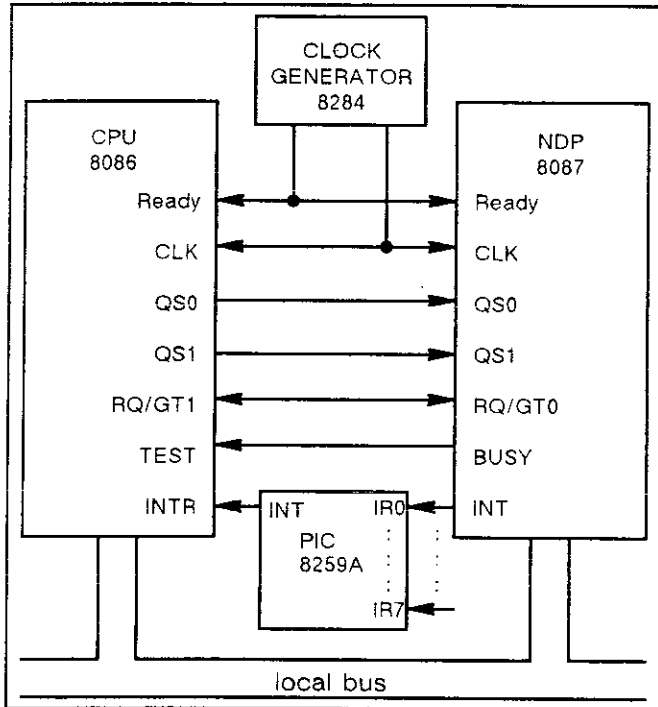 CLOCK
GENERATOR
8284
CPU
8086
NDP
8087
Ready
Ready
CLK
CLK
QS0
QS0
QS1
QS1
RQ/GT1
RQ/GT0
TEST
BUSY
INTR
INT
IR0
INT
PIC
8259A
IR7
local bus